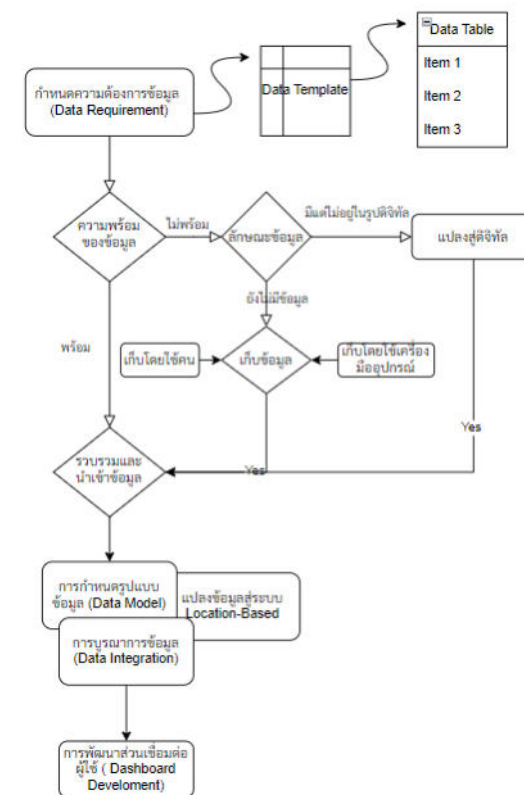 กำหนดความต้องการข้อมูล
(Data Requirement)
Data Template
Data Table
Item 1
Item 2
Item 3
ความพร้อม
ของข้อมูล
ไม่พร้อม
ลักษณะข้อมูล
มีแต่ไม่อยู่ในรูปดิจิทัล
แปลงสู่ดิจิทัล
ยังไม่มีข้อมูล
พร้อม
เก็บโดยใช้คน
เก็บข้อมูล
เก็บโดยใช้เครื่อง
มืออุปกรณ์
Yes
รวบรวมและ
นำเข้าข้อมูล
Yes
การกำหนดรูปแบบ
ข้อมูล (Data Model)
แปลงข้อมูลสู่ระบบ
Location-Based
การบูรณาการข้อมูล
(Data Integration)
การพัฒนาส่วนเชื่อมต่อ
ผู้ใช้ ( Dashboard
Develoment)